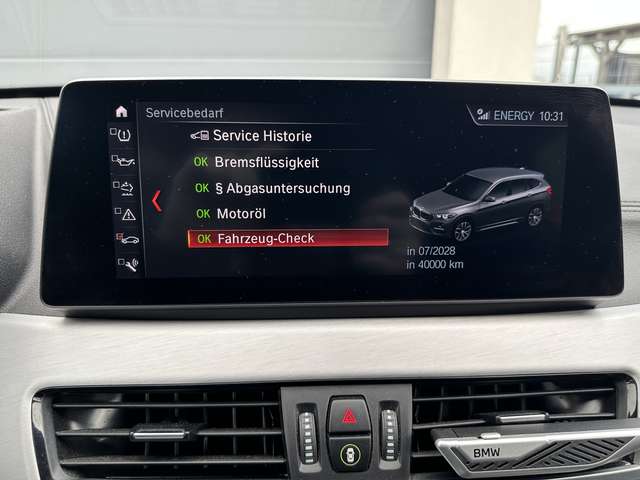 Servicebedarf
ENERGY 10:31
Service Historie
OK Bremsflüssigkeit
OK § Abgasuntersuchung
OK Motoröl
OK Fahrzeug-Check
in 07/2028
in 40000 km
BMW